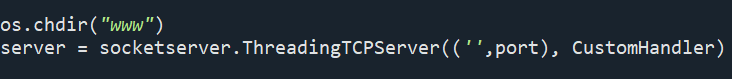 os.chdir("www")
server = socketserver.ThreadingTCPServer(('',port), CustomHandler)